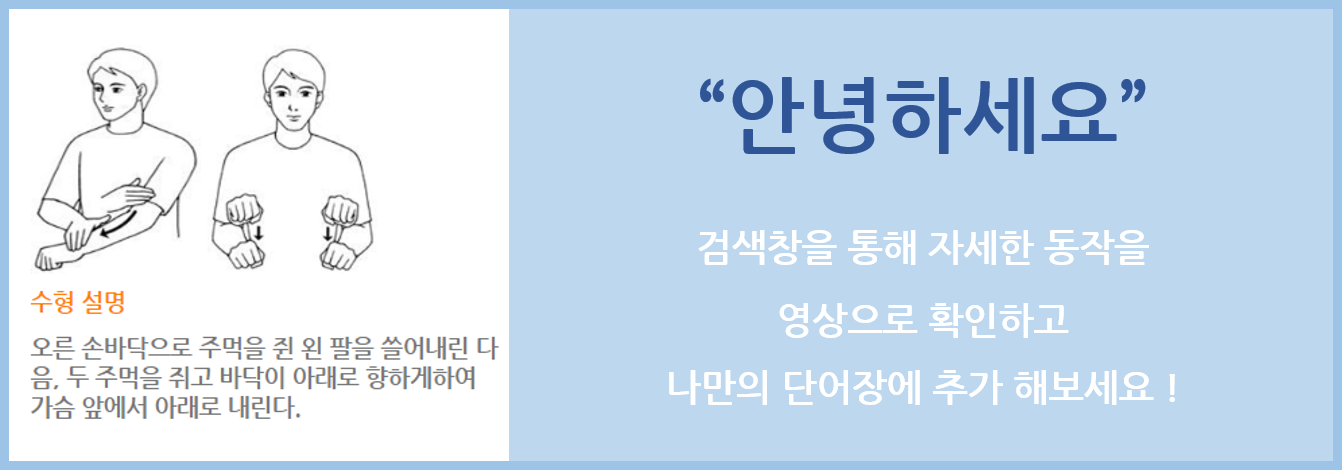 수형 설명
오른 손바닥으로 주먹을 쥔 왼 팔을 쓸어내린 다
음, 두 주먹을 쥐고 바닥이 아래로 향하게하여
가슴 앞에서 아래로 내린다.
“안녕하세요”
검색창을 통해 자세한 동작을
영상으로 확인하고
나만의 단어장에 추가 해보세요 !